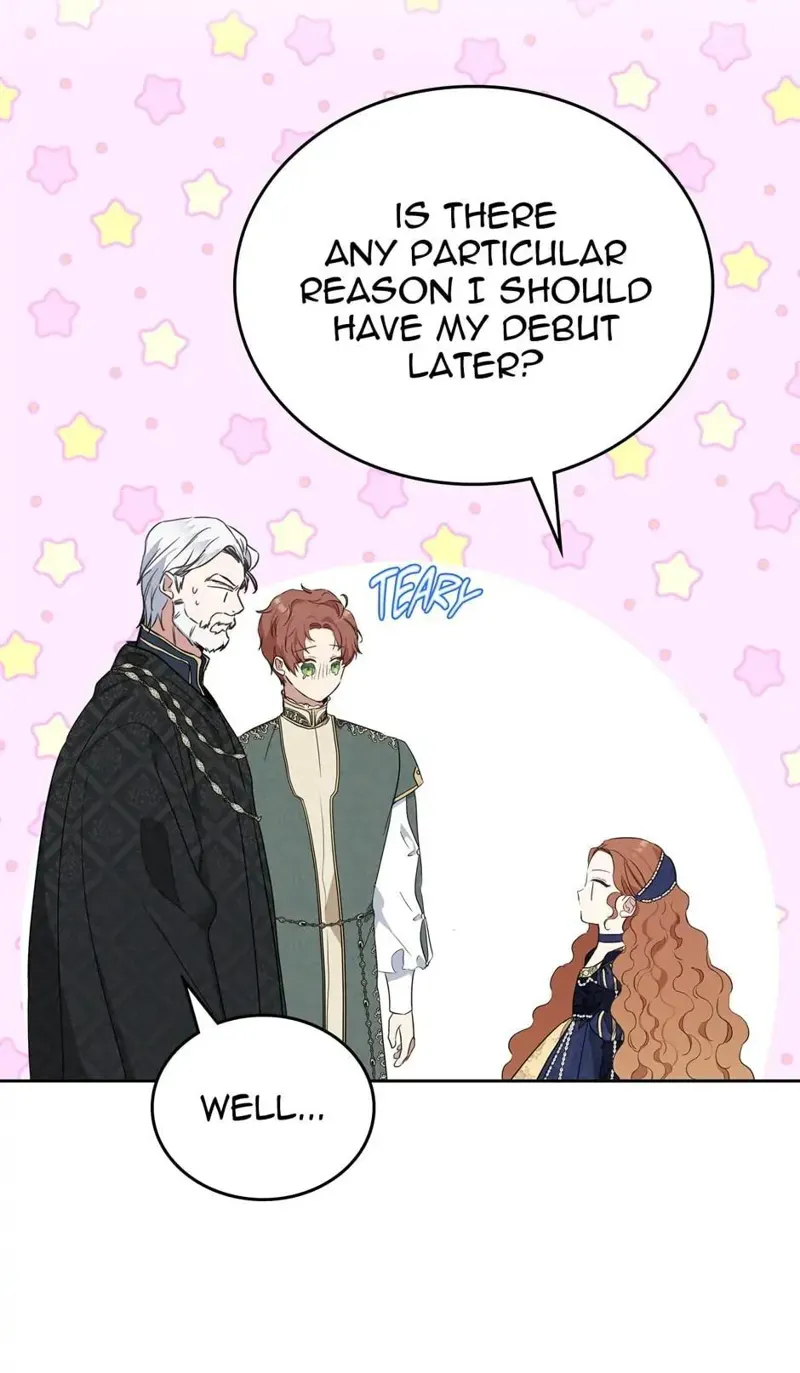 IS THERE
ANY PARTICULAR
REASON I SHOULD
HAVE MY DEBUT
LATER?
TEARY
WELL...